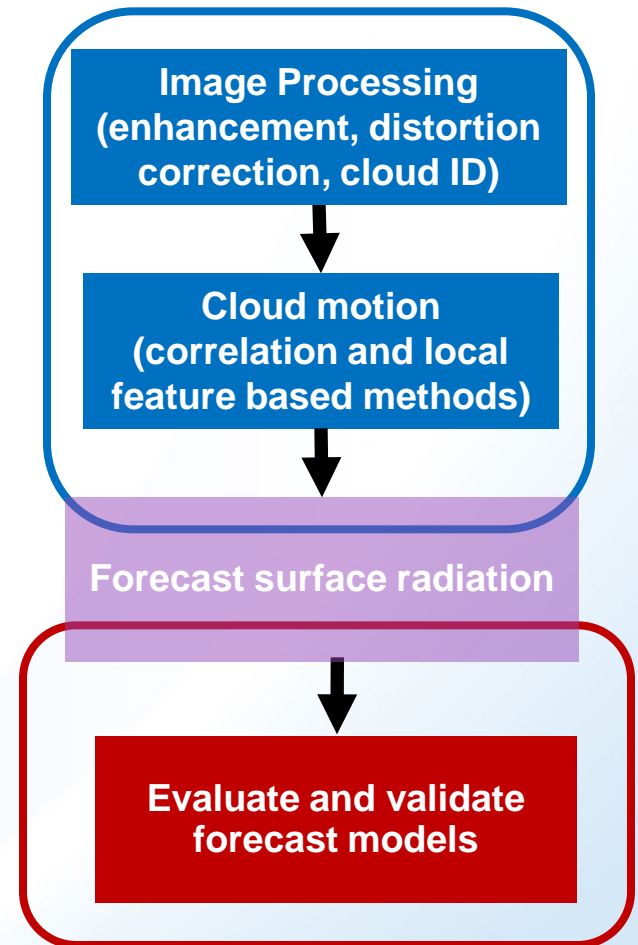 Image Processing
(enhancement, distortion
correction, cloud ID)
Cloud motion
(correlation and local
feature based methods)
Forecast surface radiation
Evaluate and validate
forecast models